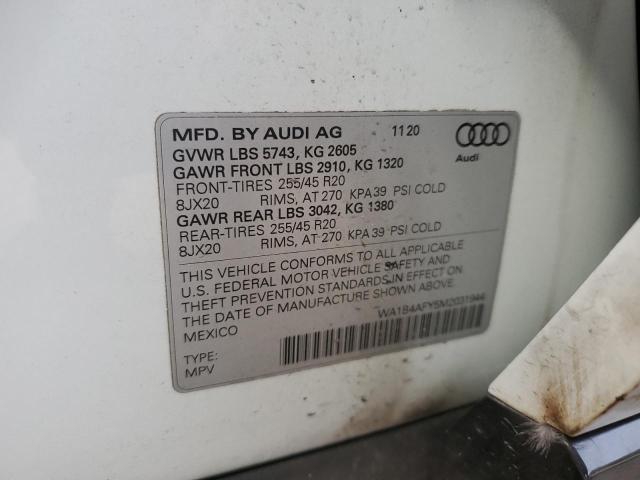 MFD. BY AUDI AG 11 20
Audi
GVWR LBS 5743, KG 2605
GAWR FRONT LBS 2910, KG 1320
FRONT-TIRES 255/45 R20
8JX20 RIMS, AT 270 KPA 39 PSI COLD
GAWR REAR LBS 3042, KG 1380
REAR-TIRES 255/45 R20
8JX20 RIMS, AT 270 KPA 39 PSI COLD
THIS VEHICLE CONFORMS TO ALL APPLICABLE
U.S. FEDERAL MOTOR VEHICLE SAFETY AND
THEFT PREVENTION STANDARDS IN EFFECT ON
THE DATE OF MANUFACTURE SHOWN ABOVE.
MEXICO
WA1B4AFY5M2031944
TYPE:
MPV